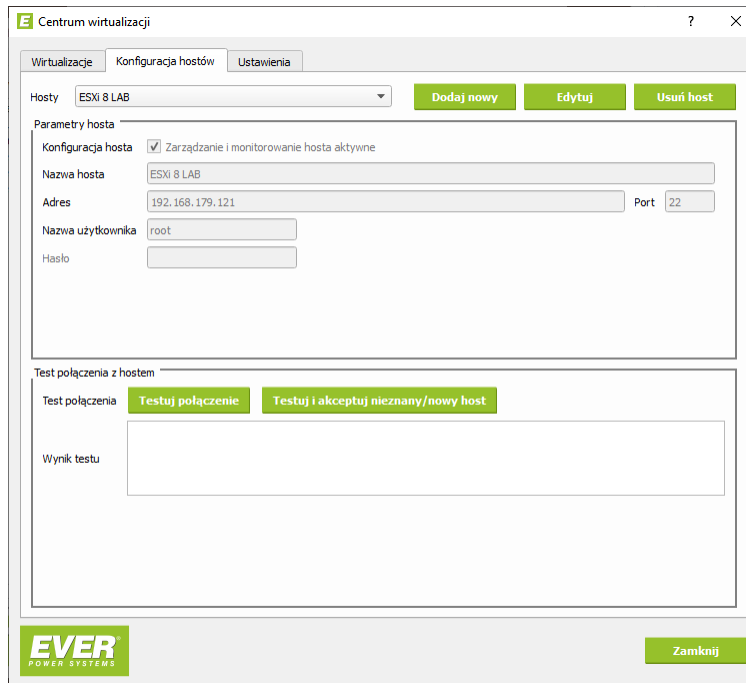 E Centrum wirtualizacji ? ×
Wirtualizacje Konfiguracja hostów Ustawienia
Hosty ESXi 8 LAB Dodaj nowy Edytuj Usuń host
Parametry hosta
Konfiguracja hosta Zarządzanie i monitorowanie hosta aktywne
Nazwa hosta ESXi 8 LAB
Adres 192.168.179.121 Port 22
Nazwa użytkownika root
Hasło
Test połączenia z hostem
Test połączenia Testuj połączenie Testuj i akceptuj nieznany/nowy host
Wynik testu
EVER®
POWER SYSTEMS
Zamknij